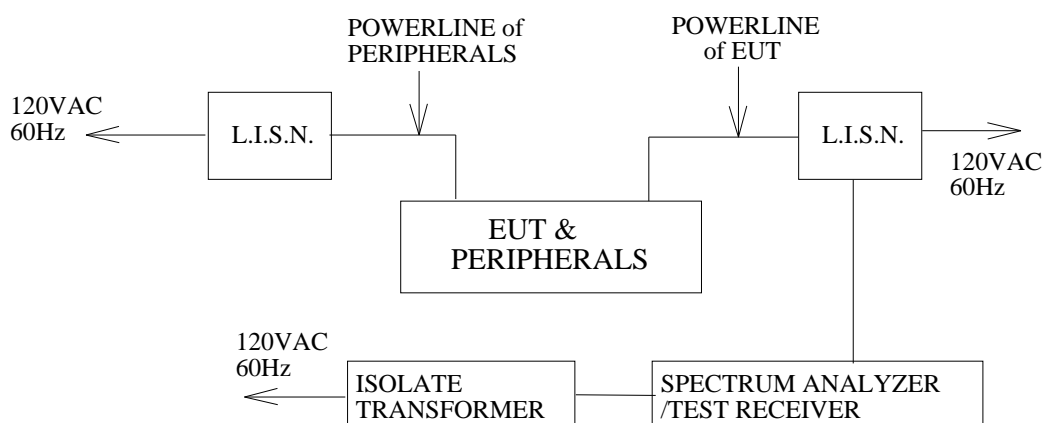 POWERLINE of
PERIPHERALS
POWERLINE
of EUT
120VAC
60Hz
L.I.S.N.
L.I.S.N.
120VAC
60Hz
EUT &
PERIPHERALS
120VAC
60Hz
ISOLATE
TRANSFORMER
SPECTRUM ANALYZER
/TEST RECEIVER